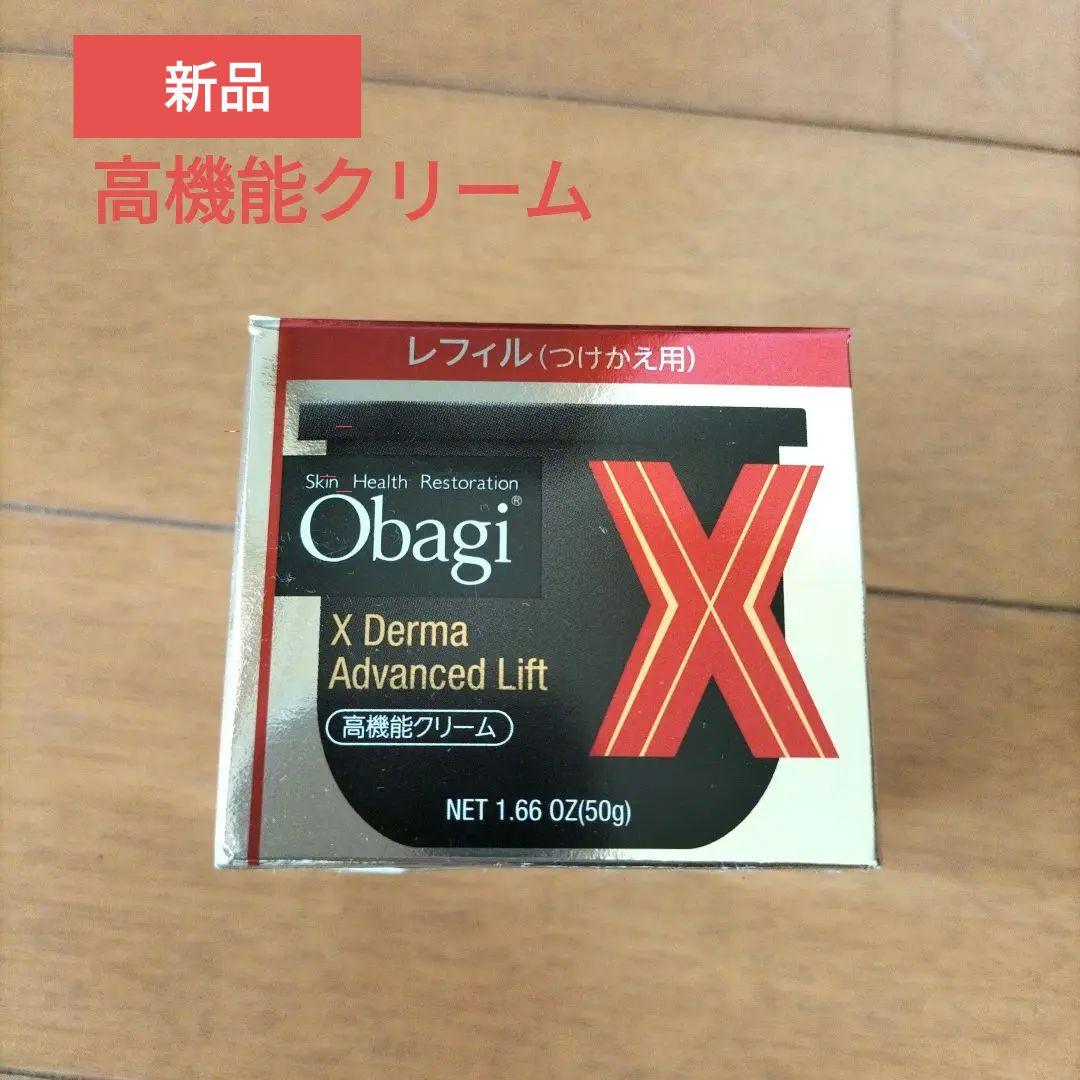 新品
高機能クリーム
レフィル(つけかえ用)
Skin Health Restoration
Obagi®
X
X Derma
Advanced Lift
高機能クリーム
NET 1.66 OZ(50g)